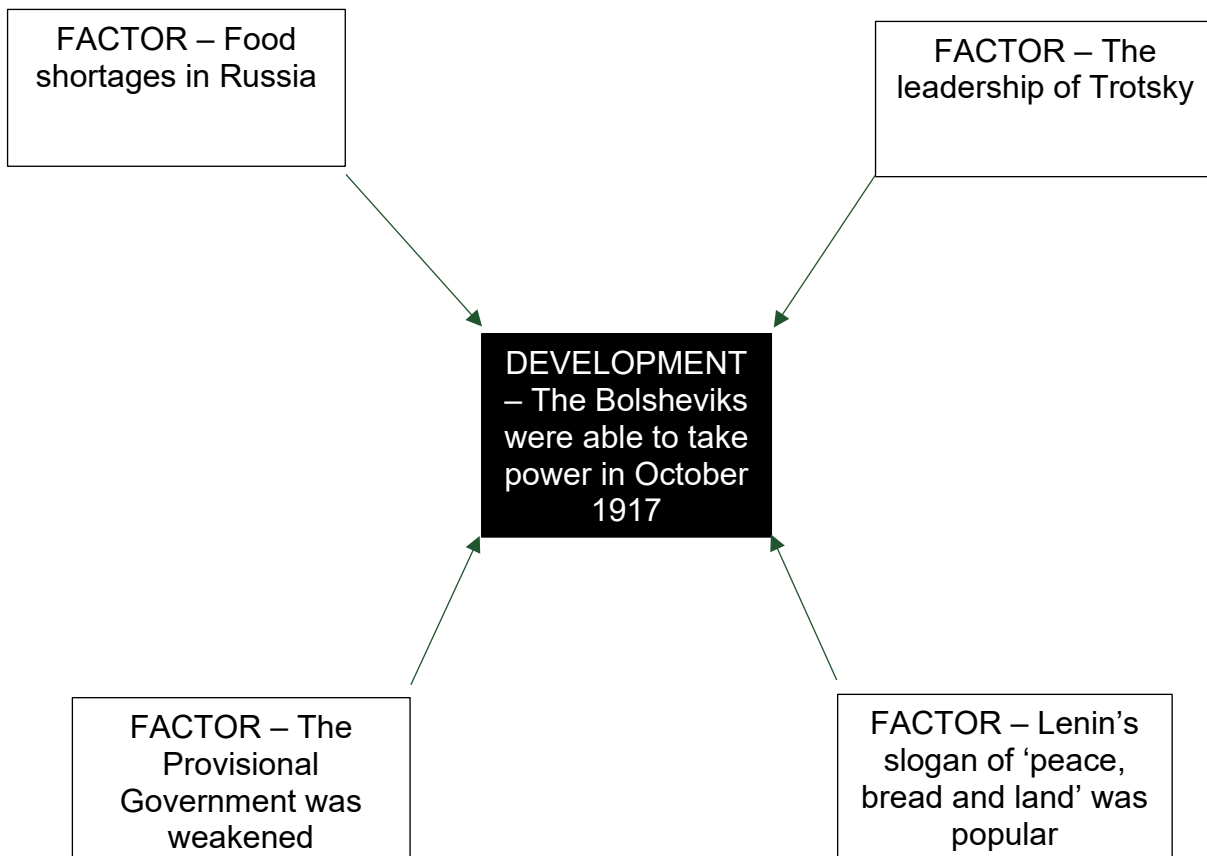 FACTOR – Food
shortages in Russia
FACTOR – The
leadership of Trotsky
DEVELOPMENT
– The Bolsheviks
were able to take
power in October
1917
FACTOR – The
Provisional
Government was
weakened
FACTOR – Lenin’s
slogan of ‘peace,
bread and land’ was
popular